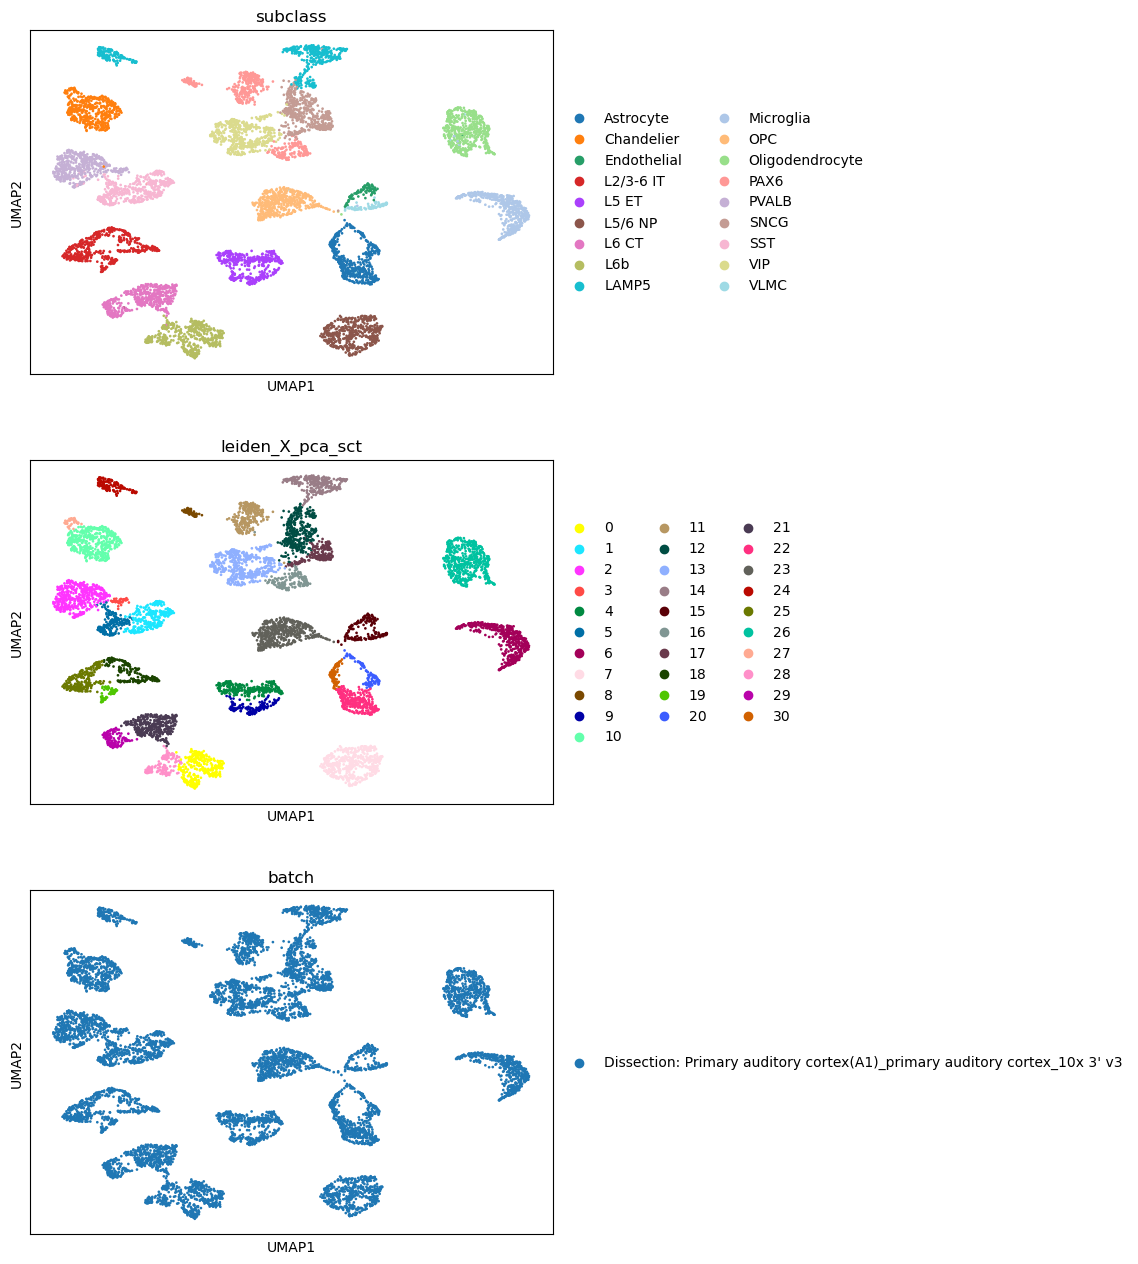 subclass
UMAP2
UMAP1
Astrocyte Microglia
Chandelier OPC
Endothelial Oligodendrocyte
L2/3-6 IT PAX6
L5 ET PVALB
L5/6 NP SNCG
L6 CT SST
L6b VIP
LAMP5 VLMC
leiden_X_pca_sct
UMAP2
UMAP1
0 11 21
1 12 22
2 13 23
3 14 24
4 15 25
5 16 26
6 17 27
7 18 28
8 19 29
9 20 30
10
batch
UMAP2
UMAP1
Dissection: Primary auditory cortex(A1)_primary auditory cortex_10x 3' v3